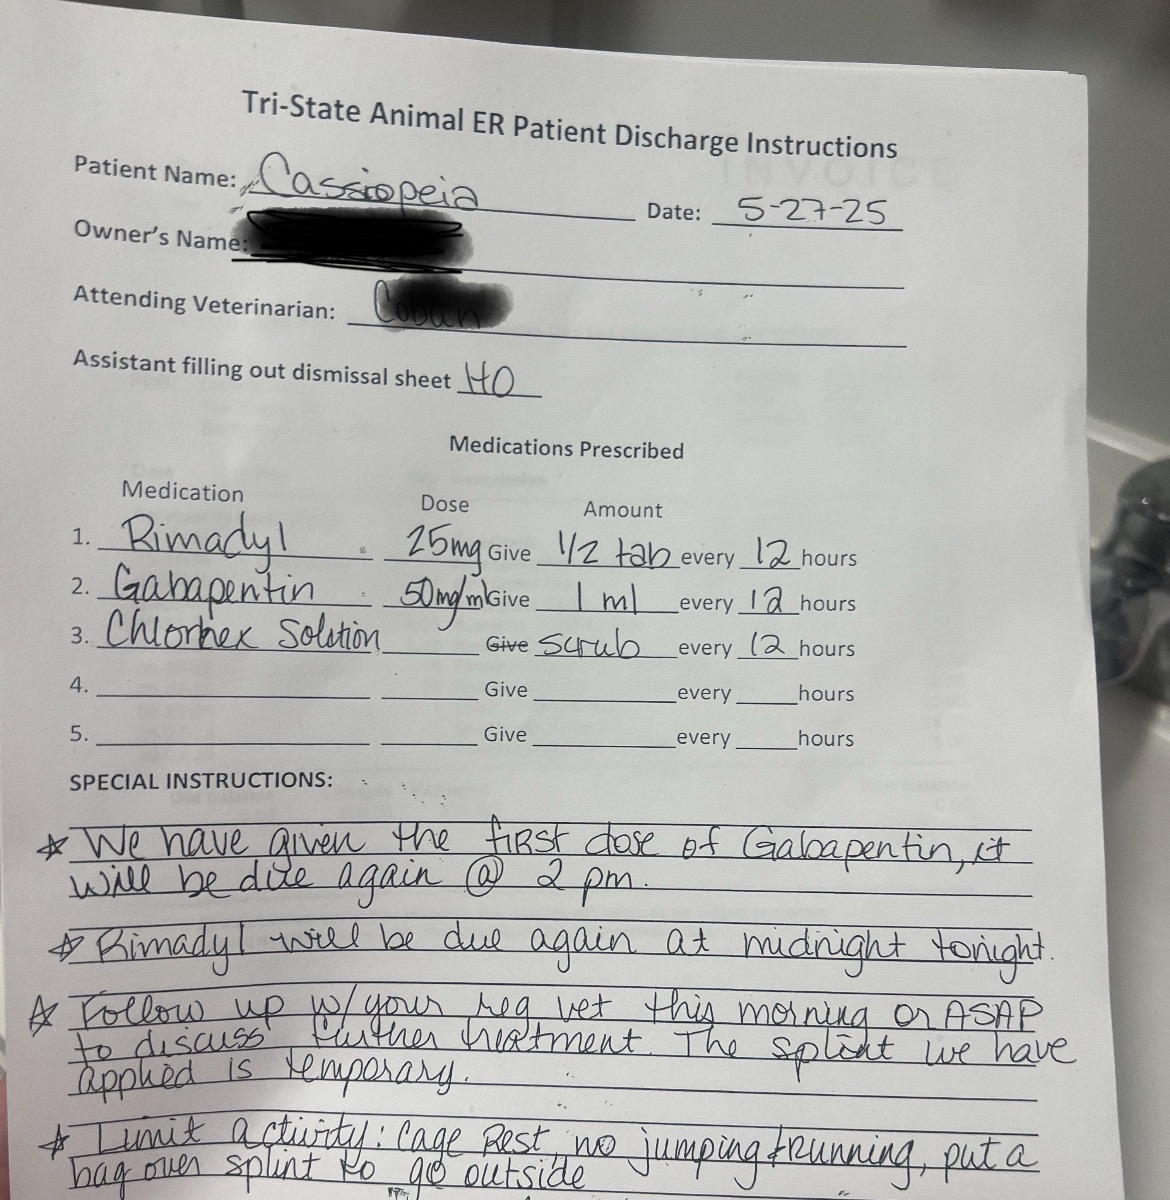 Tri-State Animal ER Patient Discharge Instructions
Patient Name: Cassiopeia Date: 5-27-25
Owner's Name:
Attending Veterinarian: Coburn
Assistant filling out dismissal sheet HO
Medications Prescribed
Medication Dose Amount
1. Rimadyl 25mg Give 1/2 tab every 12 hours
2. Gabapentin 50mg/ml Give 1 ml every 12 hours
3. Chlorhex Solution Give scrub every 12 hours
4. Give every hours
5. Give every hours
SPECIAL INSTRUCTIONS:
☆ We have given the first dose of Gabapentin, it
will be due again @ 2 pm.
☆ Rimadyl will be due again at midnight tonight.
☆ Follow up w/ your reg vet this morning or ASAP
to discuss further treatment. The splint we have
applied is temporary.
☆ Limit activity: Cage Rest, no jumping & running, put a
bag over splint to go outside